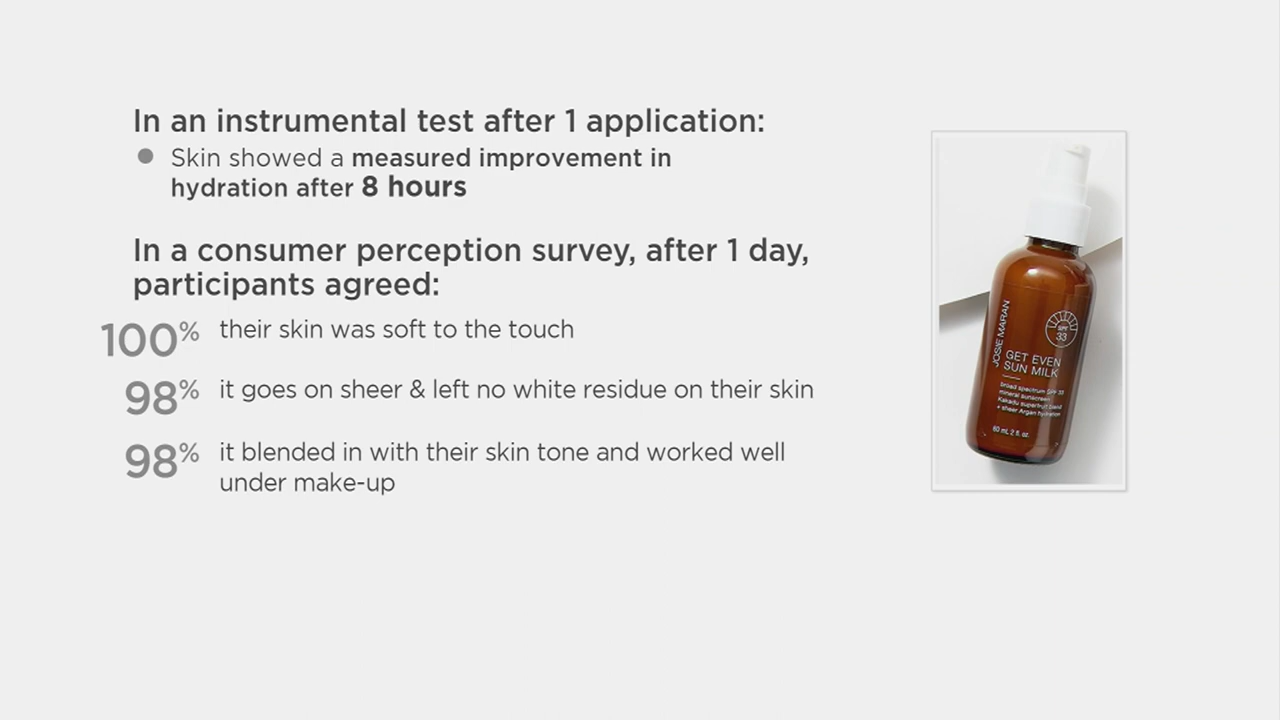 In an instrumental test after 1 application:
● Skin showed a measured improvement in
hydration after 8 hours
In a consumer perception survey, after 1 day,
participants agreed:
100% their skin was soft to the touch
98% it goes on sheer & left no white residue on their skin
98% it blended in with their skin tone and worked well
under make-up
JOSIE MARAN
SPF
33
GET EVEN
SUN MILK
broad spectrum SPF 33
mineral sunscreen
Kakadu superfruit blend
+ sheer Argan hydration
60 mL 2 fl. oz.